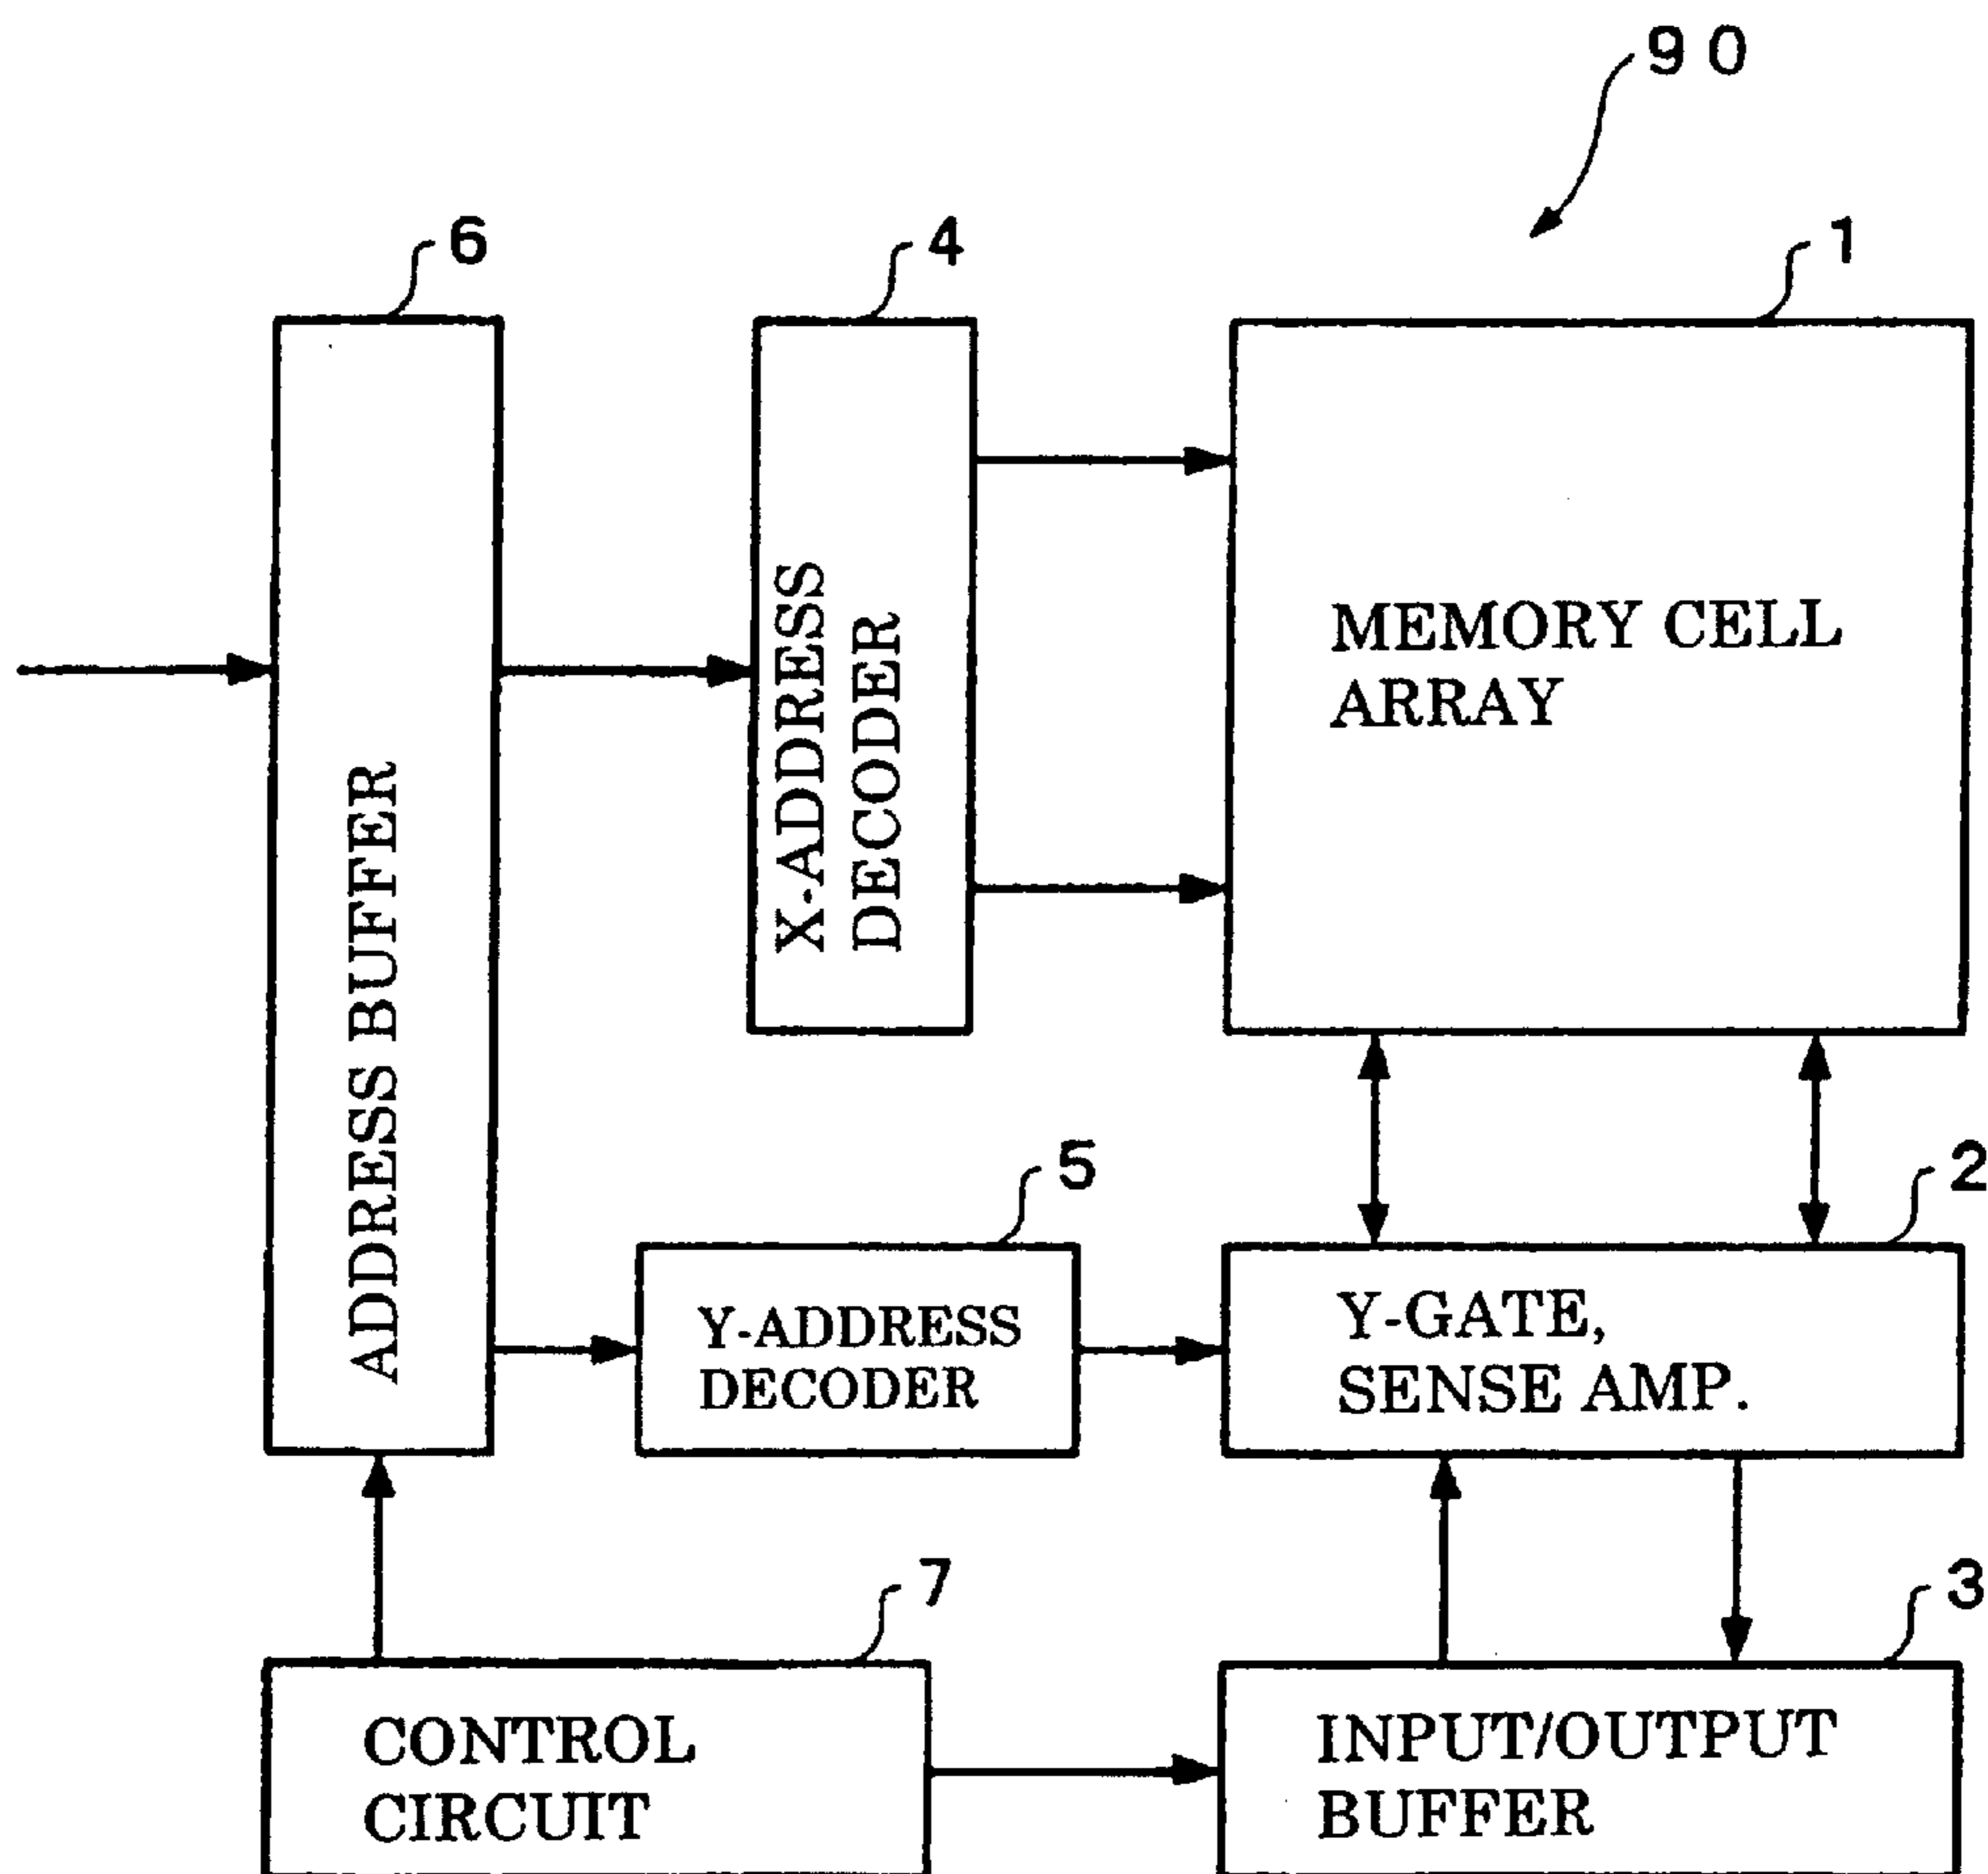 90
6
4
1
ADDRESS BUFFER
X-ADDRESS
DECODER
MEMORY CELL
ARRAY
5
2
Y-ADDRESS
DECODER
Y-GATE,
SENSE AMP.
7
3
CONTROL
CIRCUIT
INPUT/OUTPUT
BUFFER